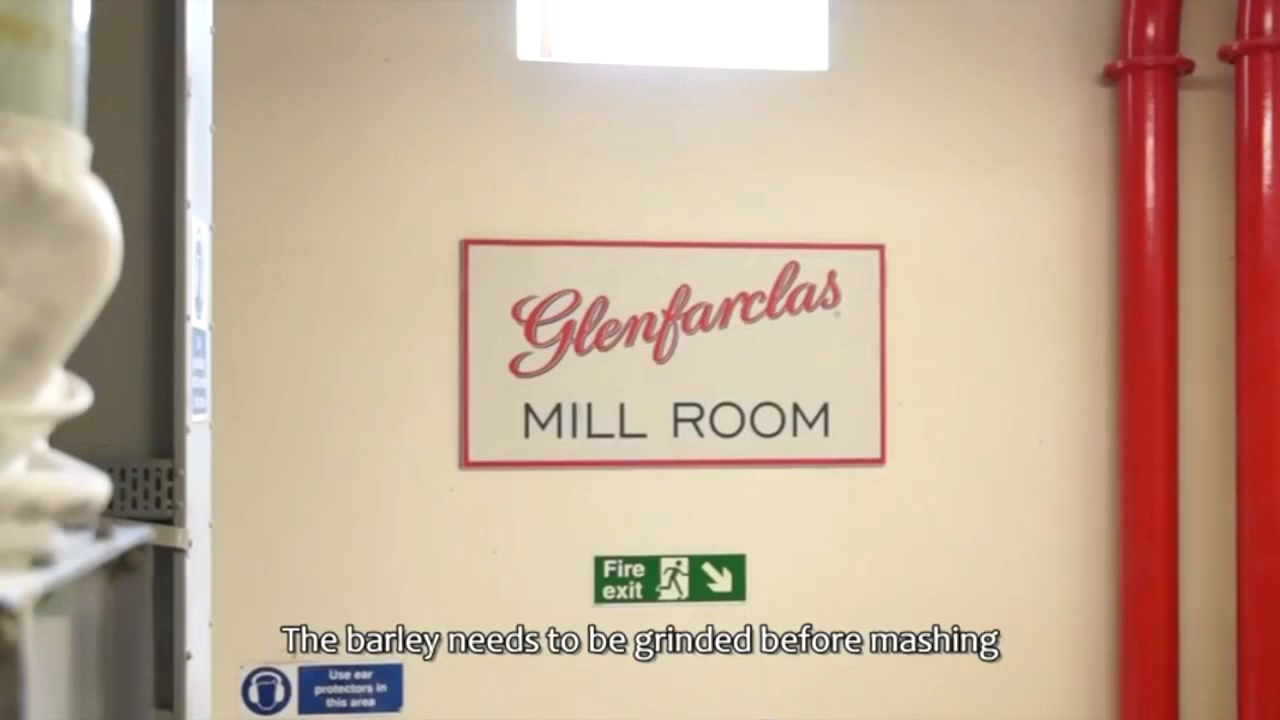 Glenfarclas
MILL ROOM
Fire
exit
The barley needs to be grinded before mashing
Use ear
protectors in
this area